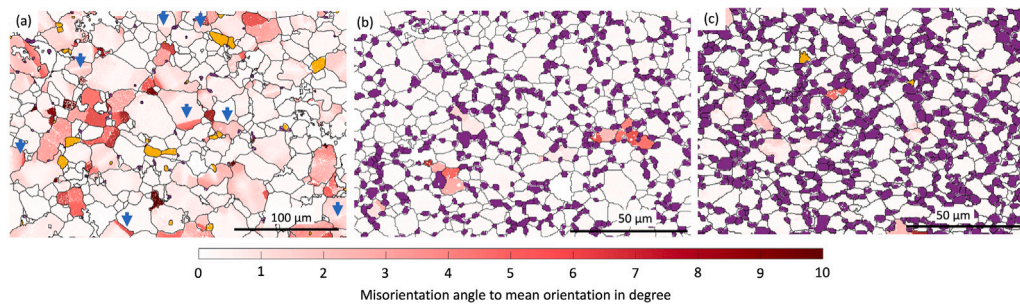 (a)
(b)
(c)
100 µm
50 µm
50 µm
0 1 2 3 4 5 6 7 8 9 10
Misorientation angle to mean orientation in degree